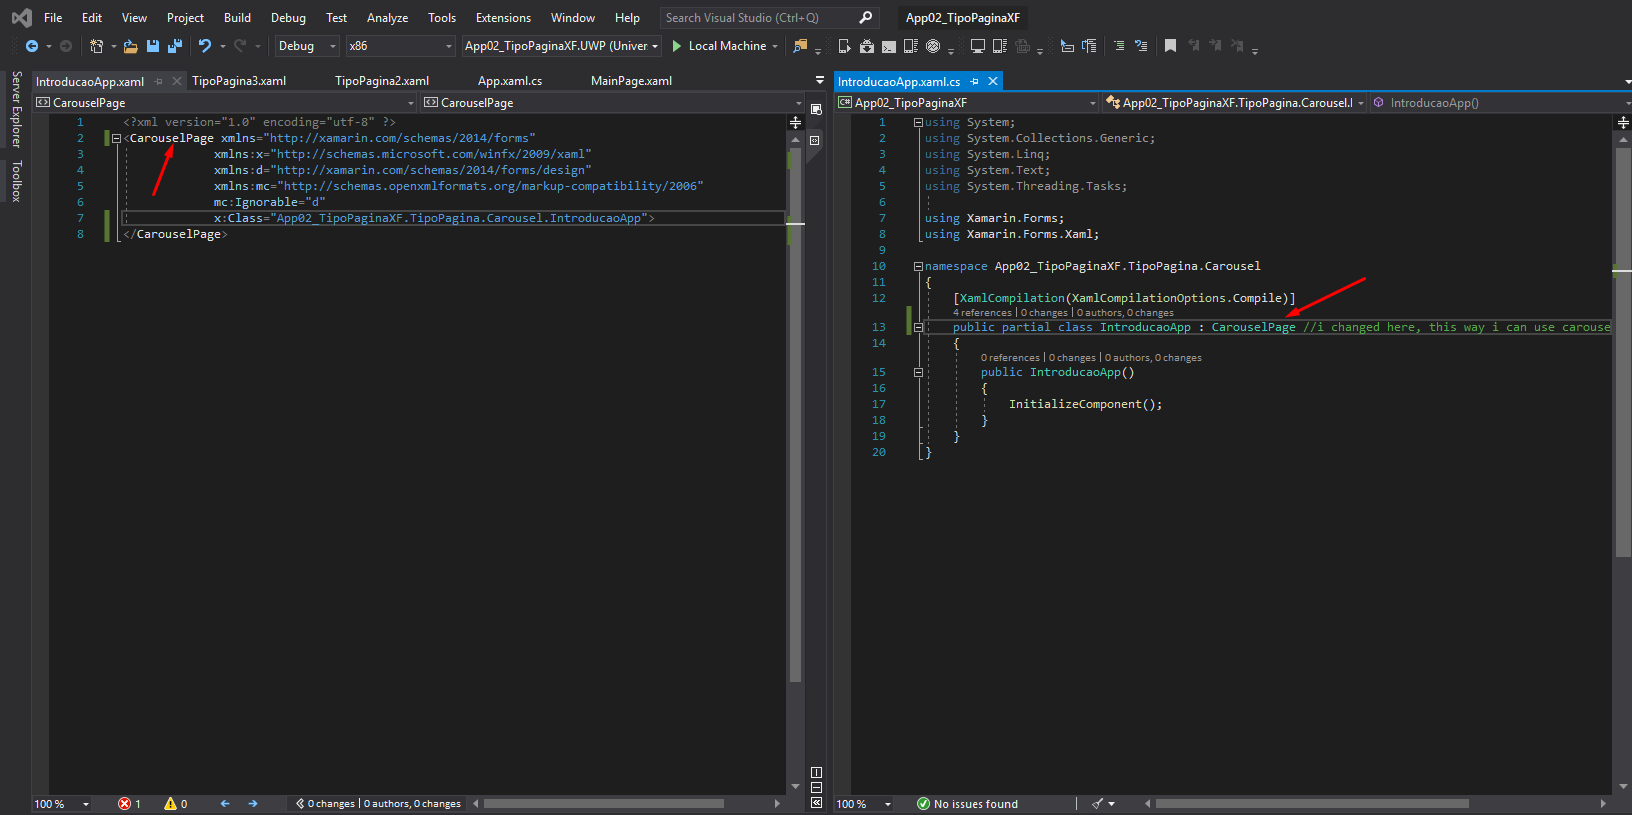 File Edit View Project Build Debug Test Analyze Tools Extensions Window Help Search Visual Studio (Ctrl+Q) App02_TipoPaginaXF
Debug x86 App02_TipoPaginaXF.UWP (Univer Local Machine
Server Explorer
Toolbox
IntroducaoApp.xaml TipoPagina3.xaml TipoPagina2.xaml App.xaml.cs MainPage.xaml
CarouselPage CarouselPage
1 <?xml version="1.0" encoding="utf-8" ?>
2 <CarouselPage xmlns="http://xamarin.com/schemas/2014/forms"
3 xmlns:x="http://schemas.microsoft.com/winfx/2009/xaml"
4 xmlns:d="http://xamarin.com/schemas/2014/forms/design"
5 xmlns:mc="http://schemas.openxmlformats.org/markup-compatibility/2006"
6 mc:Ignorable="d"
7 x:Class="App02_TipoPaginaXF.TipoPagina.Carousel.IntroducaoApp">
8 </CarouselPage>
100 % 1 0 0 changes | 0 authors, 0 changes
IntroducaoApp.xaml.cs
C# App02_TipoPaginaXF App02_TipoPaginaXF.TipoPagina.Carousel.I IntroducaoApp()
1 using System;
2 using System.Collections.Generic;
3 using System.Linq;
4 using System.Text;
5 using System.Threading.Tasks;
6
7 using Xamarin.Forms;
8 using Xamarin.Forms.Xaml;
9
10 namespace App02_TipoPaginaXF.TipoPagina.Carousel
11 {
12 [XamlCompilation(XamlCompilationOptions.Compile)]
4 references | 0 changes | 0 authors, 0 changes
13 public partial class IntroducaoApp : CarouselPage //i changed here, this way i can use carouse
14 {
0 references | 0 changes | 0 authors, 0 changes
15 public IntroducaoApp()
16 {
17 InitializeComponent();
18 }
19 }
20 }
100 % No issues found